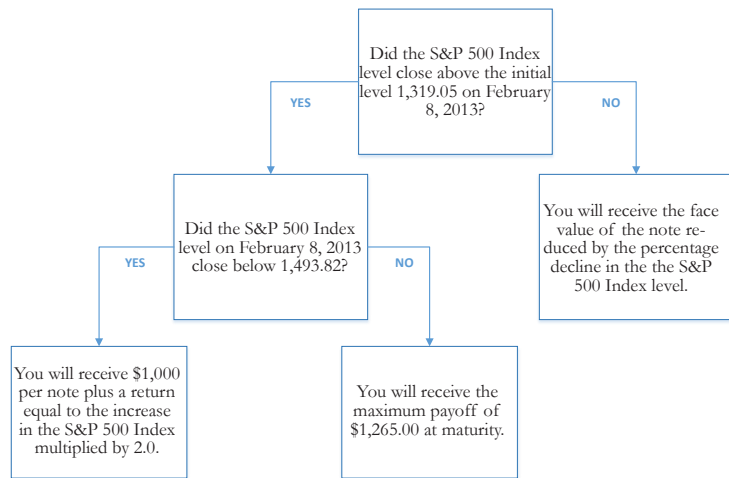 Did the S&P 500 Index
level close above the initial
level 1,319.05 on February
8, 2013?
YES
NO
Did the S&P 500 Index
level on February 8, 2013
close below 1,493.82?
You will receive the face
value of the note re-
duced by the percentage
decline in the the S&P
500 Index level.
YES
NO
You will receive $1,000
per note plus a return
equal to the increase
in the S&P 500 Index
multiplied by 2.0.
You will receive the
maximum payoff of
$1,265.00 at maturity.